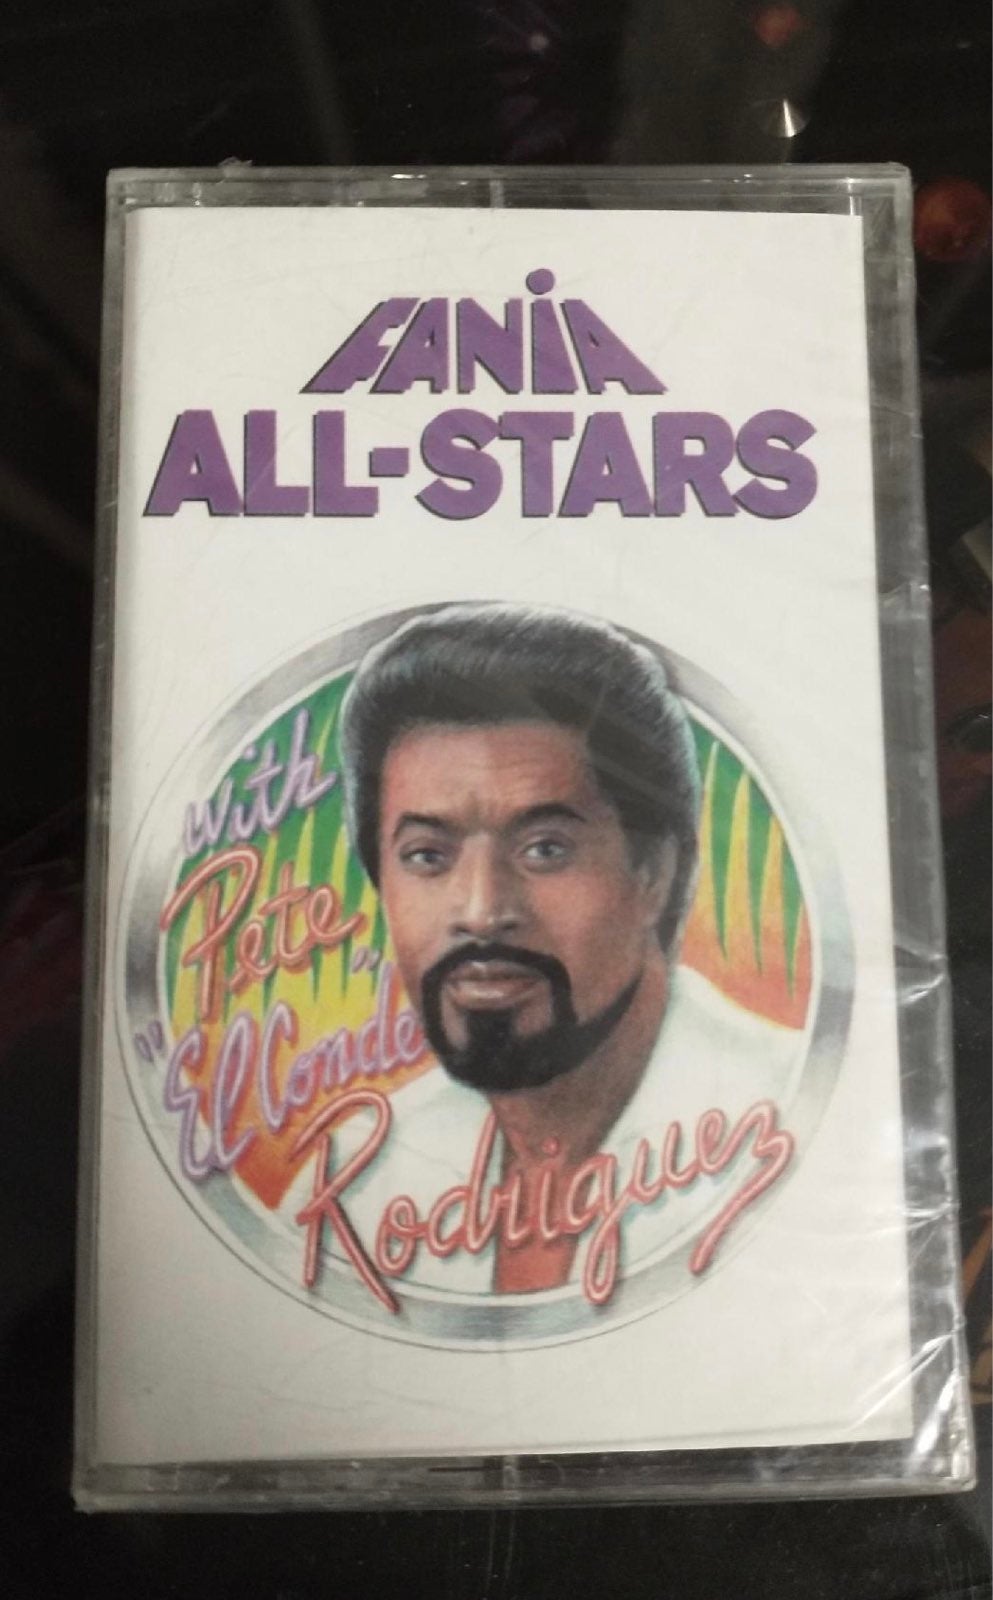 FANiA
ALL-STARS
with
Pete
"El Conde"
Rodriguez